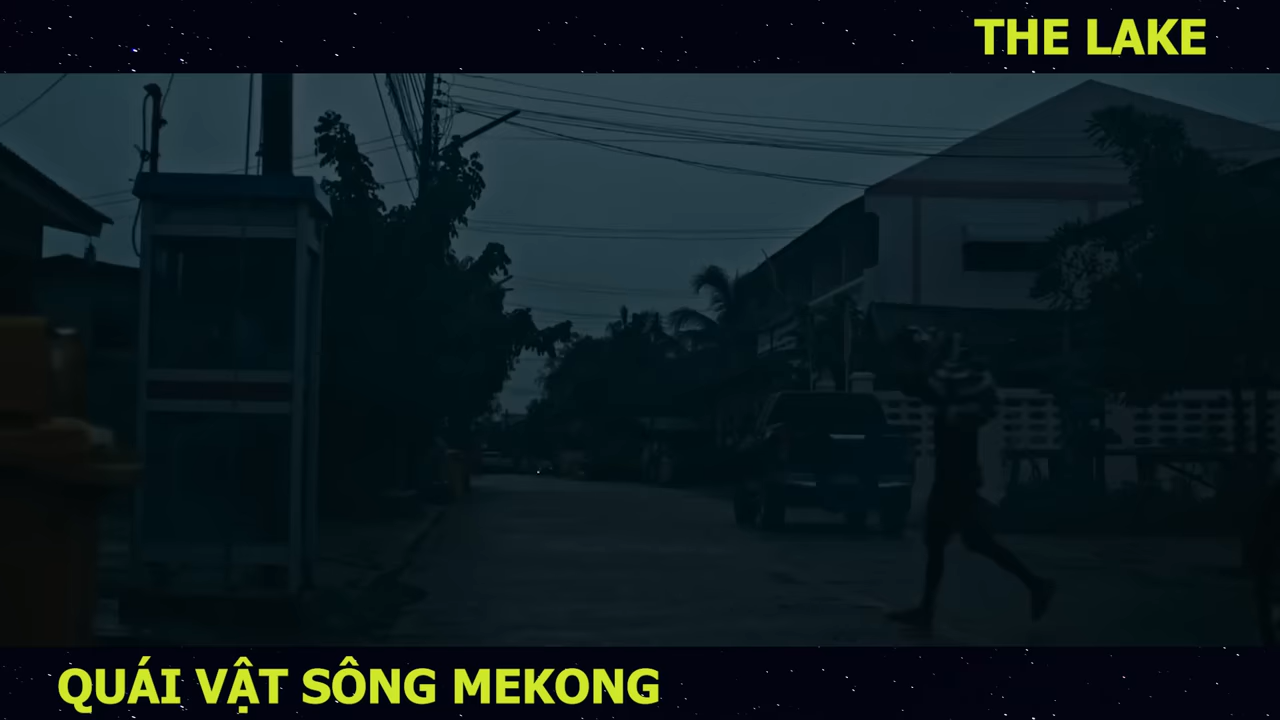 THE LAKE
QUÁI VẬT SÔNG MEKONG